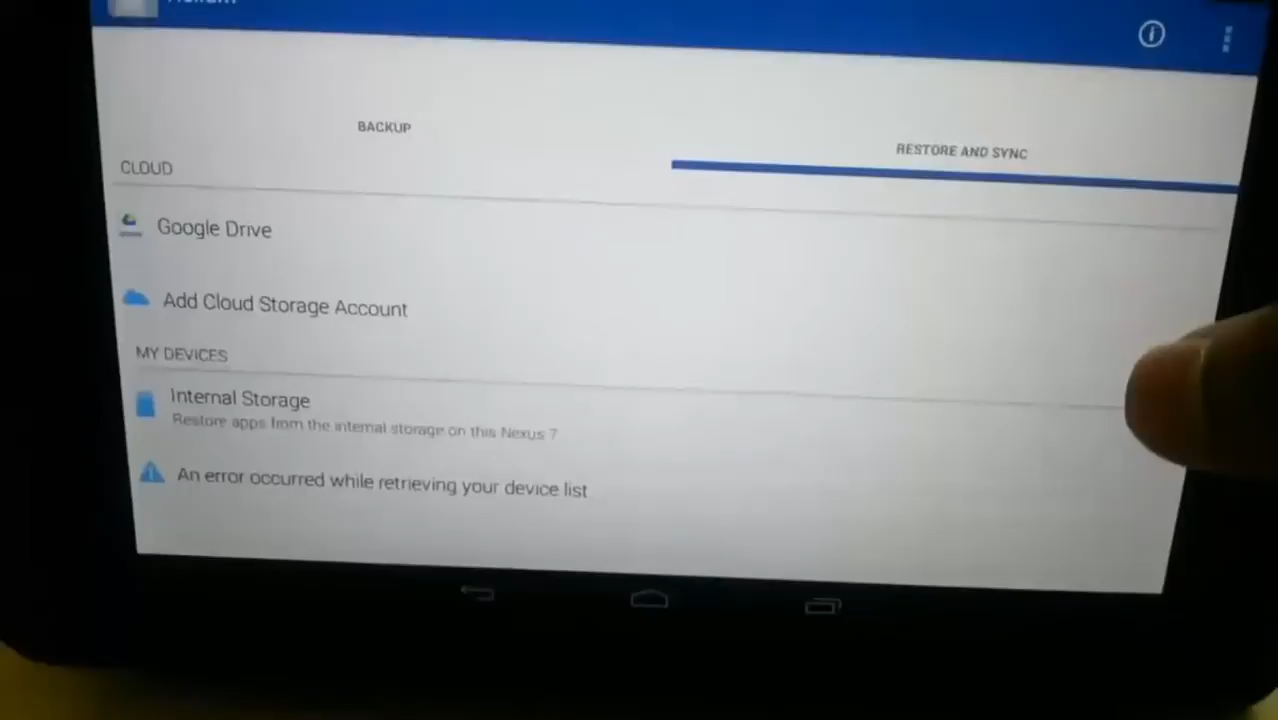 BACKUP
RESTORE AND SYNC
CLOUD
Google Drive
Add Cloud Storage Account
MY DEVICES
Internal Storage
Restore apps from the internal storage on this Nexus 7
An error occurred while retrieving your device list